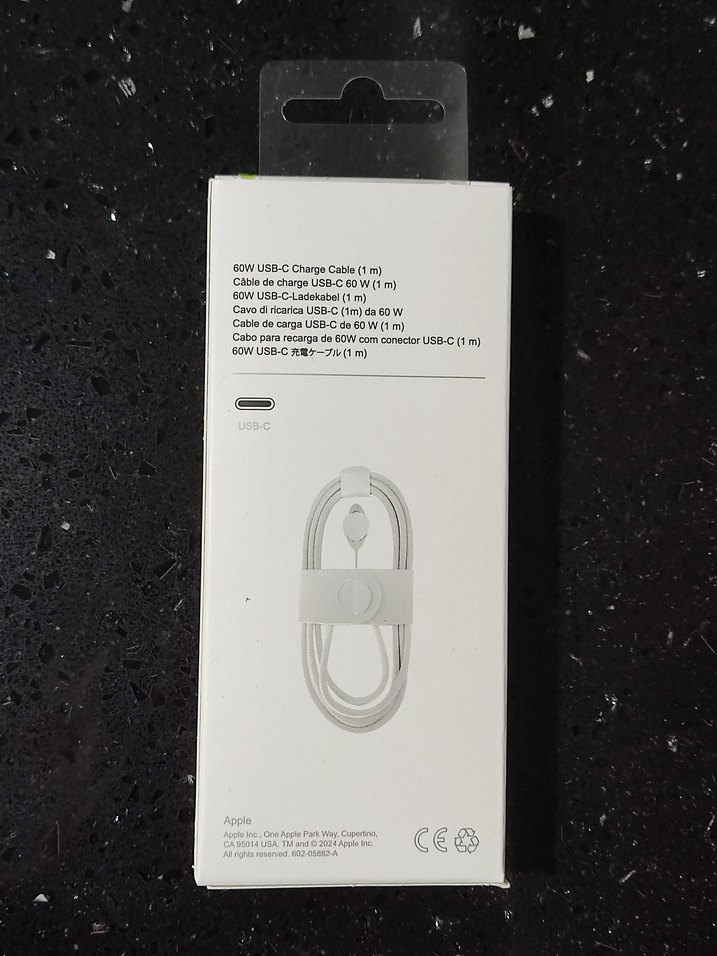 60W USB-C Charge Cable (1 m)
Câble de charge USB-C 60 W (1 m)
60W USB-C-Ladekabel (1 m)
Cavo di ricarica USB-C (1m) da 60 W
Cable de carga USB-C de 60 W (1 m)
Cabo para recarga de 60W com conector USB-C (1 m)
60W USB-C 充電ケーブル (1 m)
USB-C
Apple
Apple Inc., One Apple Park Way, Cupertino,
CA 95014 USA. TM and © 2024 Apple Inc.
All rights reserved. 602-05882-A
CE